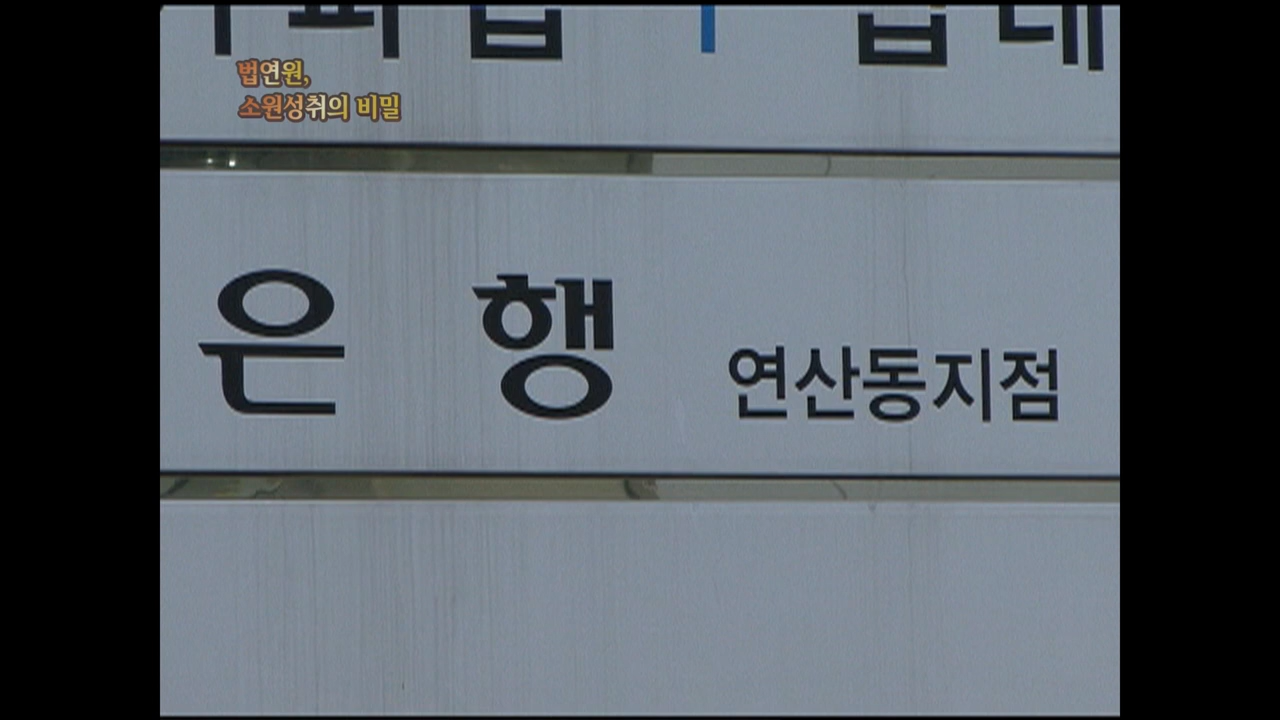 법연원,
소원성취의 비밀
은행 연산동지점